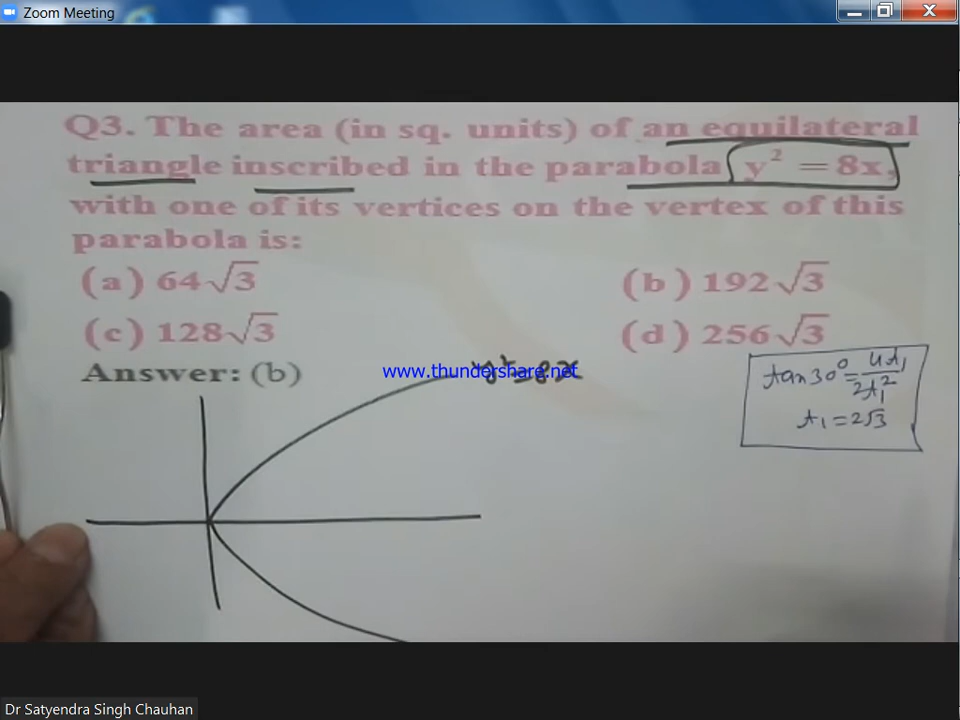 Zoom Meeting
Q3. The area (in sq. units) of an equilateral
triangle inscribed in the parabola y² = 8x,
with one of its vertices on the vertex of this
parabola is:
(a) 64√3
(b) 192√3
(c) 128√3
(d) 256√3
Answer: (b)
www.thundershare.net
y² = 8x
tan30° = 4t₁/2t₁²
t₁ = 2√3
Dr Satyendra Singh Chauhan